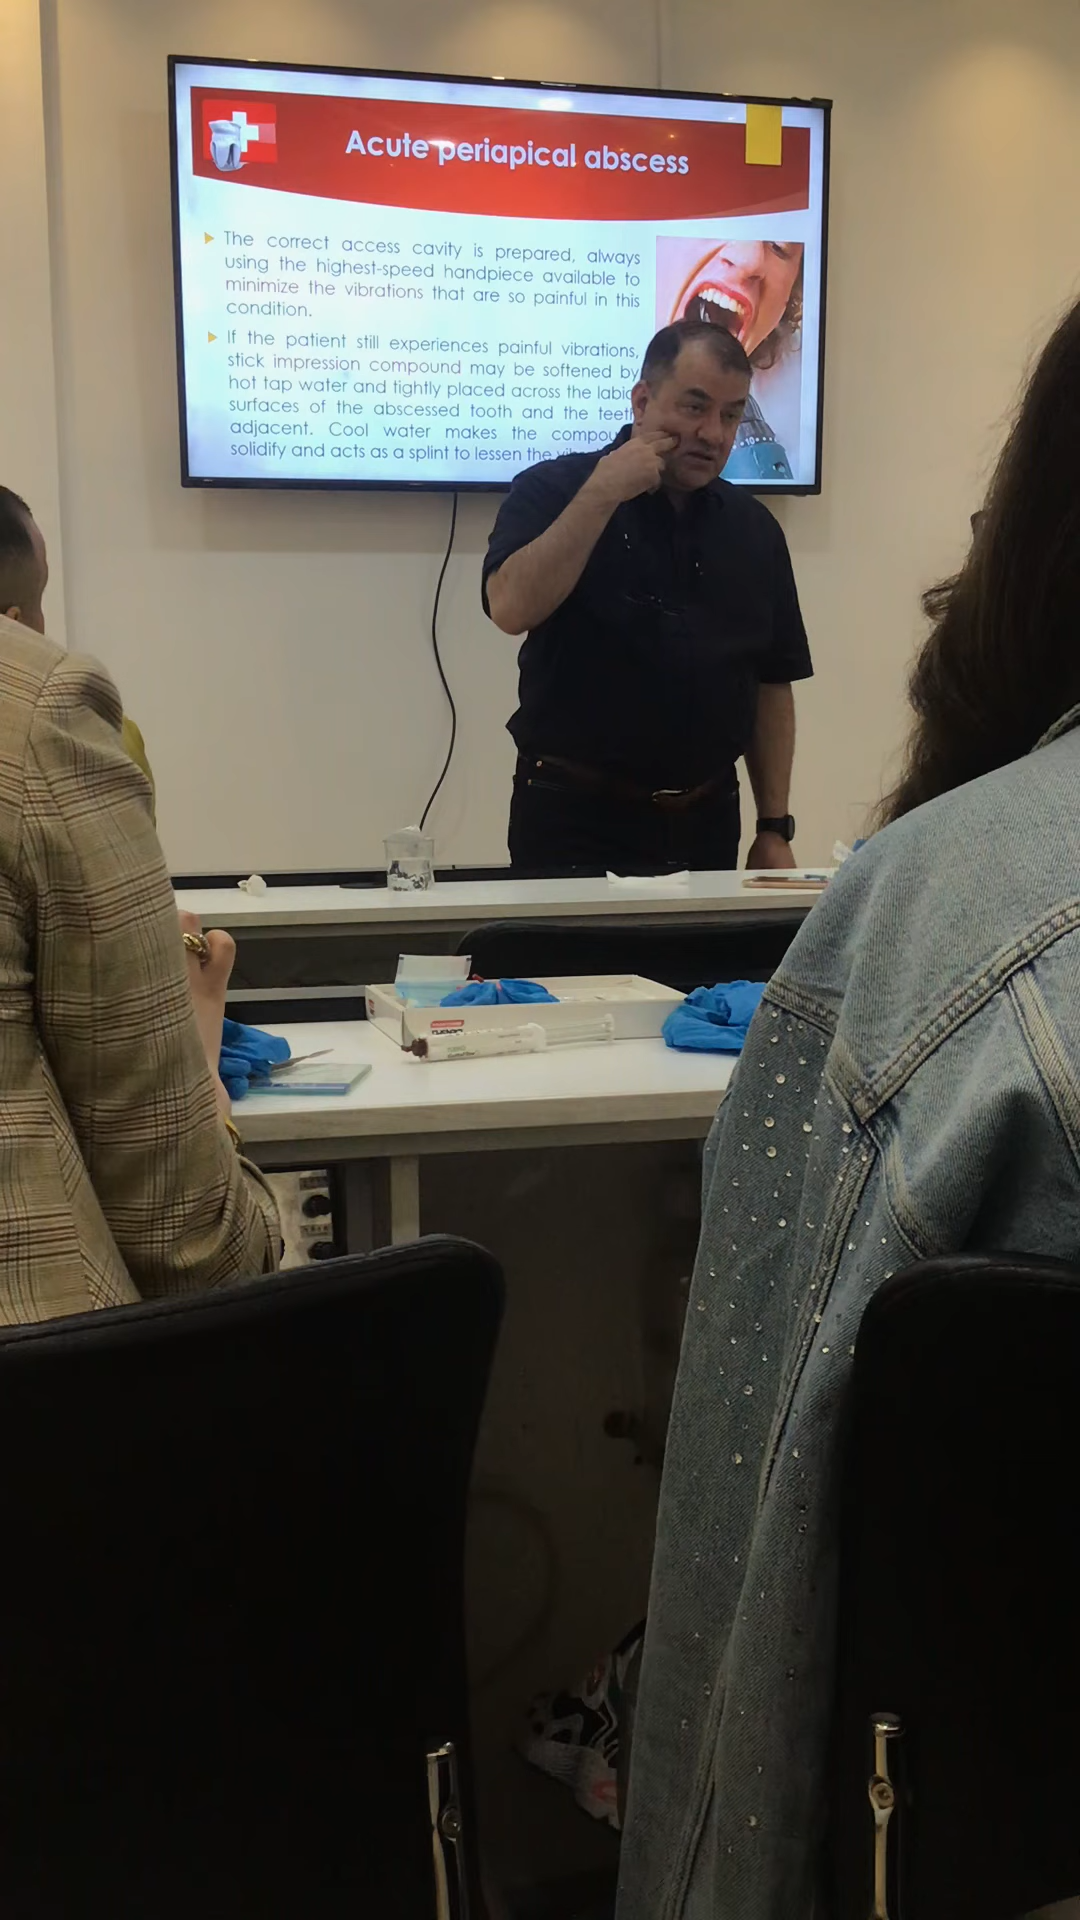 Acute periapical abscess
The correct access cavity is prepared, always
using the highest-speed handpiece available to
minimize the vibrations that are so painful in this
condition.
If the patient still experiences painful vibrations,
stick impression compound may be softened by
hot tap water and tightly placed across the
surfaces of the abscessed tooth and the teeth
adjacent. Cool water makes the
solidify and acts as a splint to lessen the